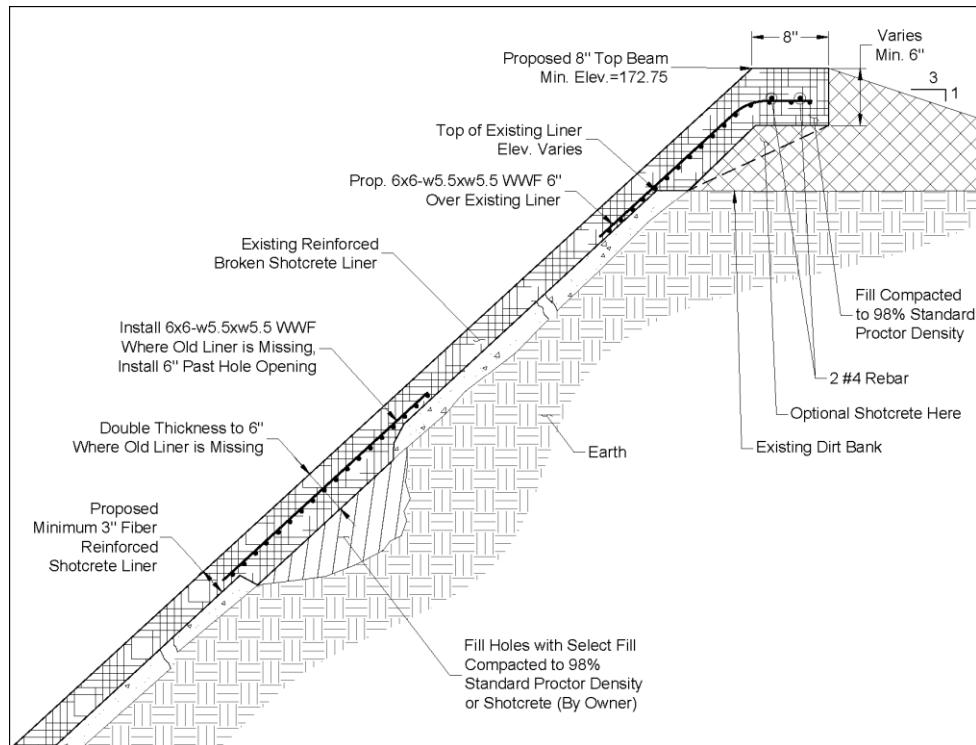 8"
Varies
Min. 6"
Proposed 8" Top Beam
Min. Elev.=172.75
3
1
Top of Existing Liner
Elev. Varies
Prop. 6x6-w5.5xw5.5 WWF 6"
Over Existing Liner
Existing Reinforced
Broken Shotcrete Liner
Install 6x6-w5.5xw5.5 WWF
Where Old Liner is Missing,
Install 6" Past Hole Opening
Double Thickness to 6"
Where Old Liner is Missing
Proposed
Minimum 3" Fiber
Reinforced
Shotcrete Liner
Fill Compacted
to 98% Standard
Proctor Density
2 #4 Rebar
Optional Shotcrete Here
Existing Dirt Bank
Earth
Fill Holes with Select Fill
Compacted to 98%
Standard Proctor Density
or Shotcrete (By Owner)